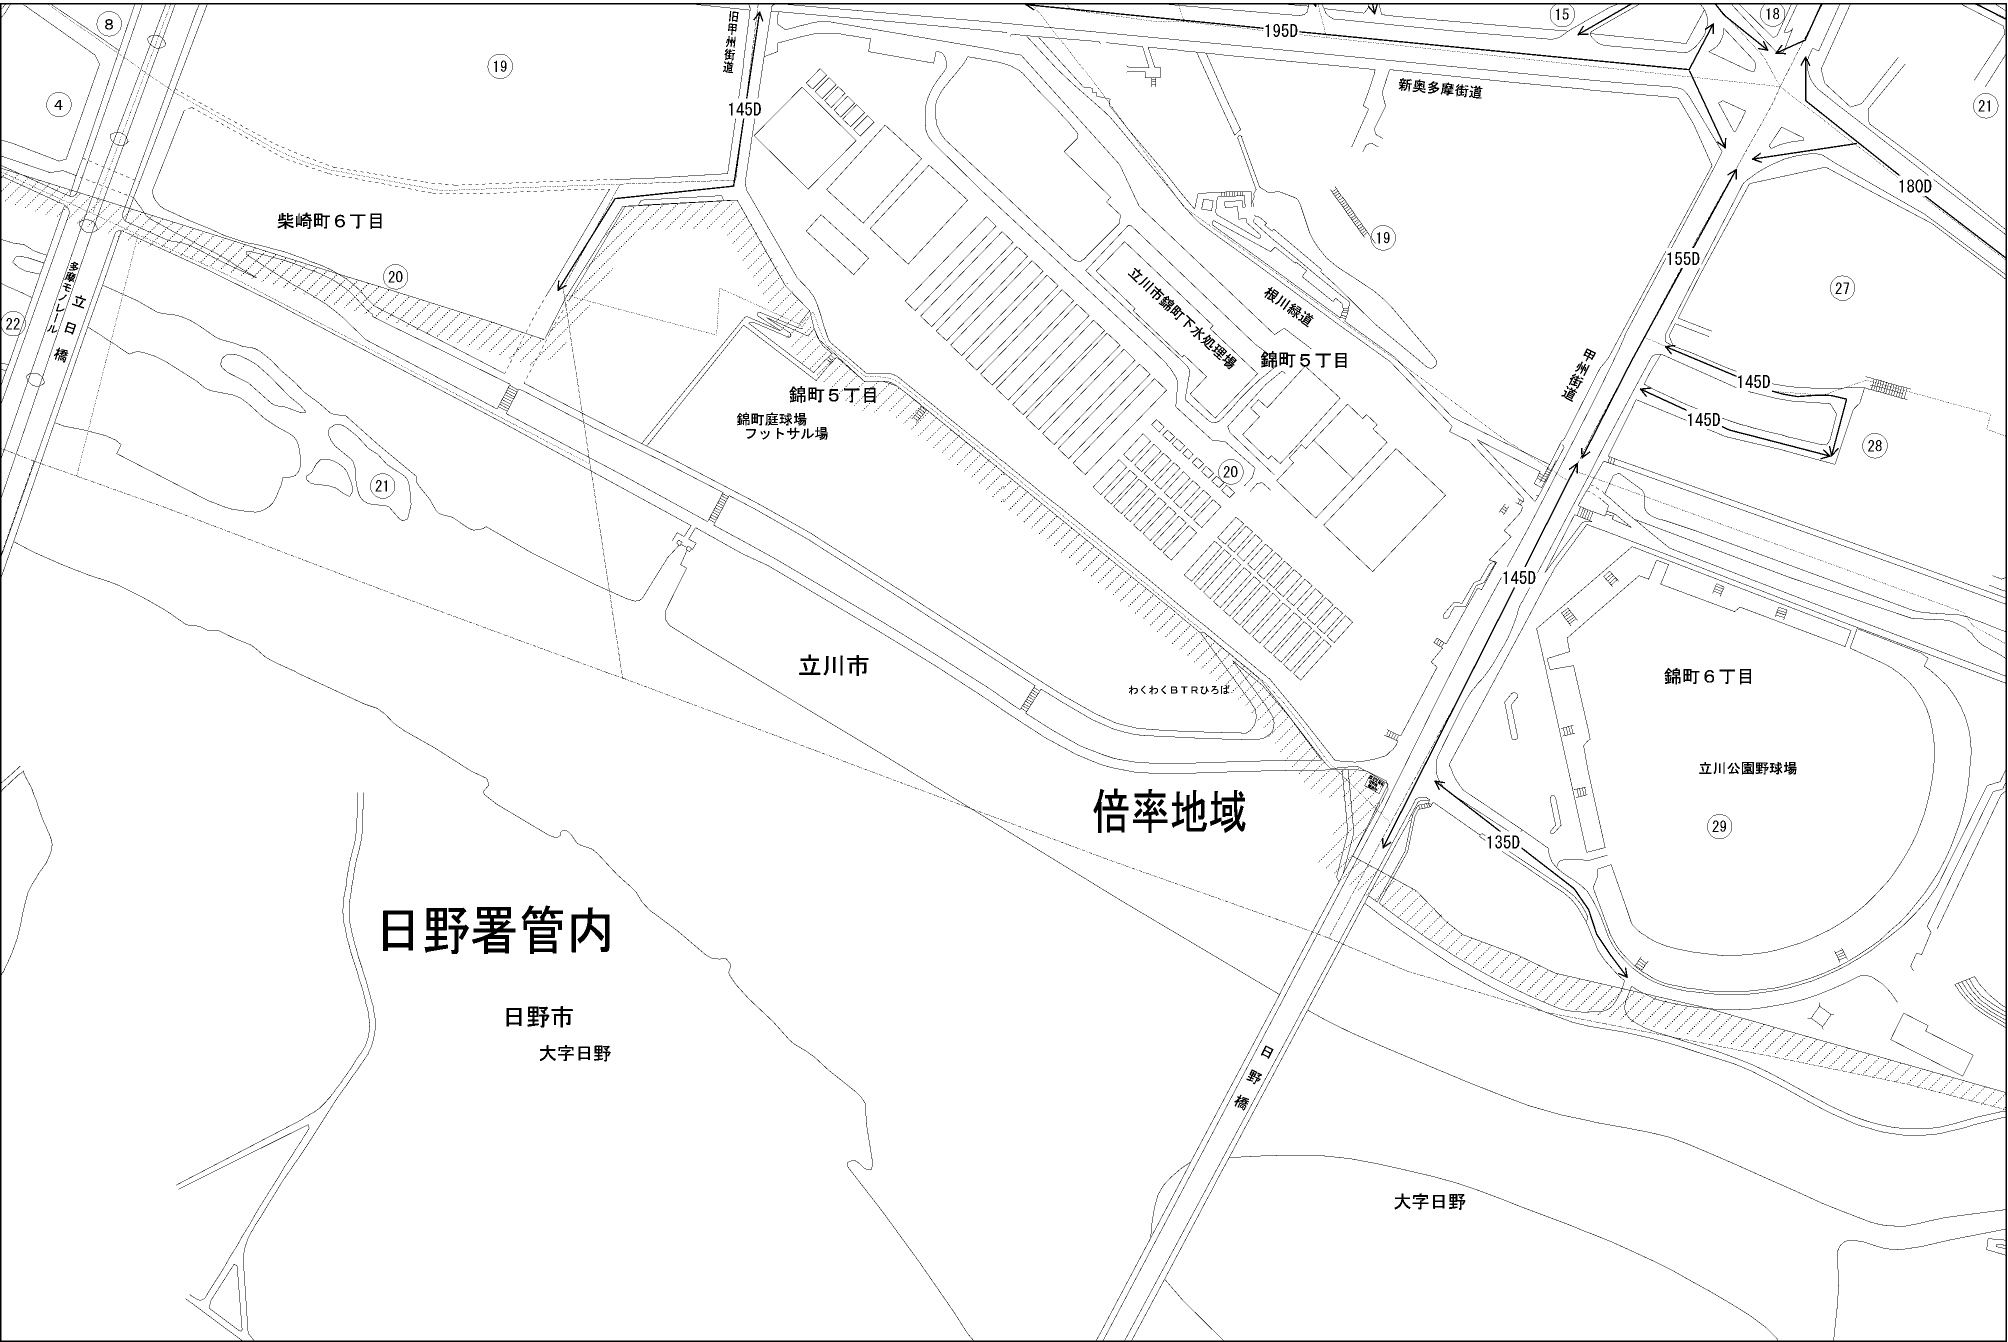 8
15
18
195D
19
旧甲州街道
4
145D
新奥多摩街道
21
180D
柴崎町6丁目
19
155D
20
多摩モノレール
立日橋
立川市錦町下水処理場
根川緑道
27
22
錦町5丁目
甲州街道
145D
錦町5丁目
錦町庭球場
フットサル場
145D
28
20
21
145D
立川市
錦町6丁目
わくわくBTRひろば
立川公園野球場
倍率地域
29
135D
日野署管内
日野市
大字日野
日野橋
大字日野